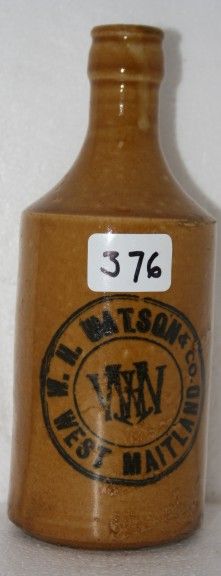 376
W. H. WATSON & CO.
WHW
WEST MAITLAND